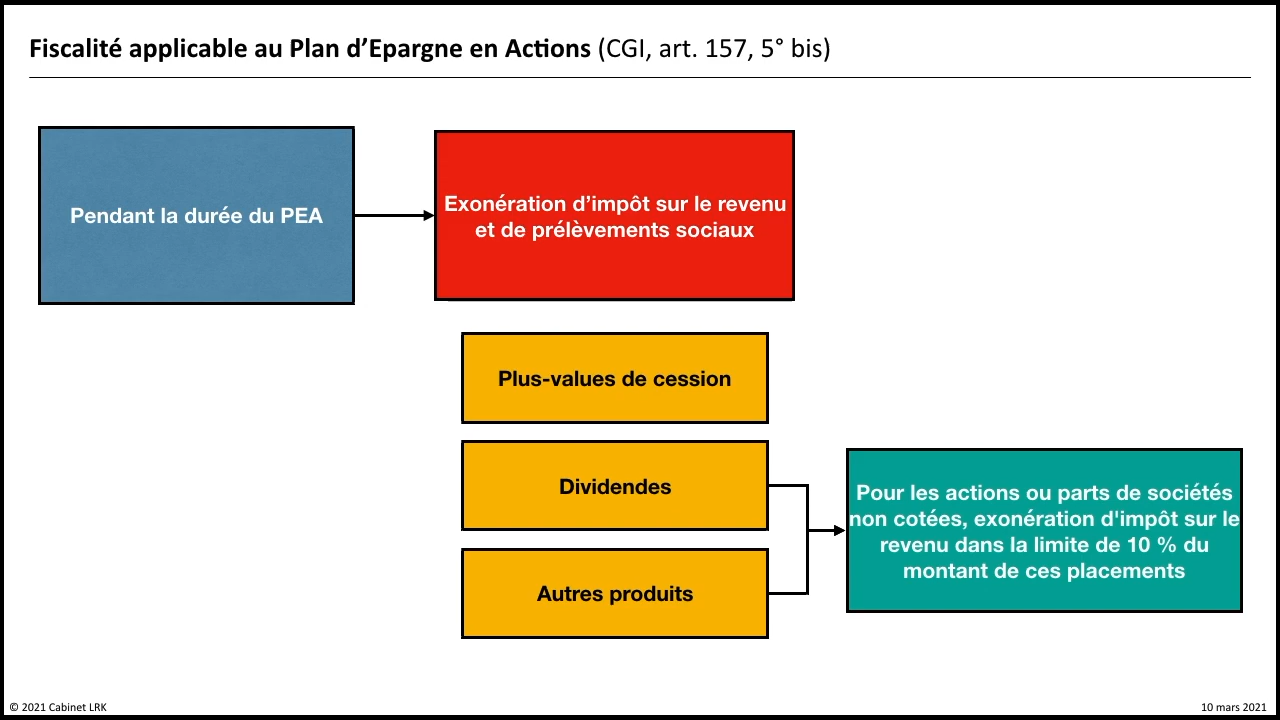 Fiscalité applicable au Plan d’Epargne en Actions (CGI, art. 157, 5° bis)
Pendant la durée du PEA
Exonération d’impôt sur le revenu
et de prélèvements sociaux
Plus-values de cession
Dividendes
Autres produits
Pour les actions ou parts de sociétés
non cotées, exonération d'impôt sur le
revenu dans la limite de 10 % du
montant de ces placements
© 2021 Cabinet LRK
10 mars 2021